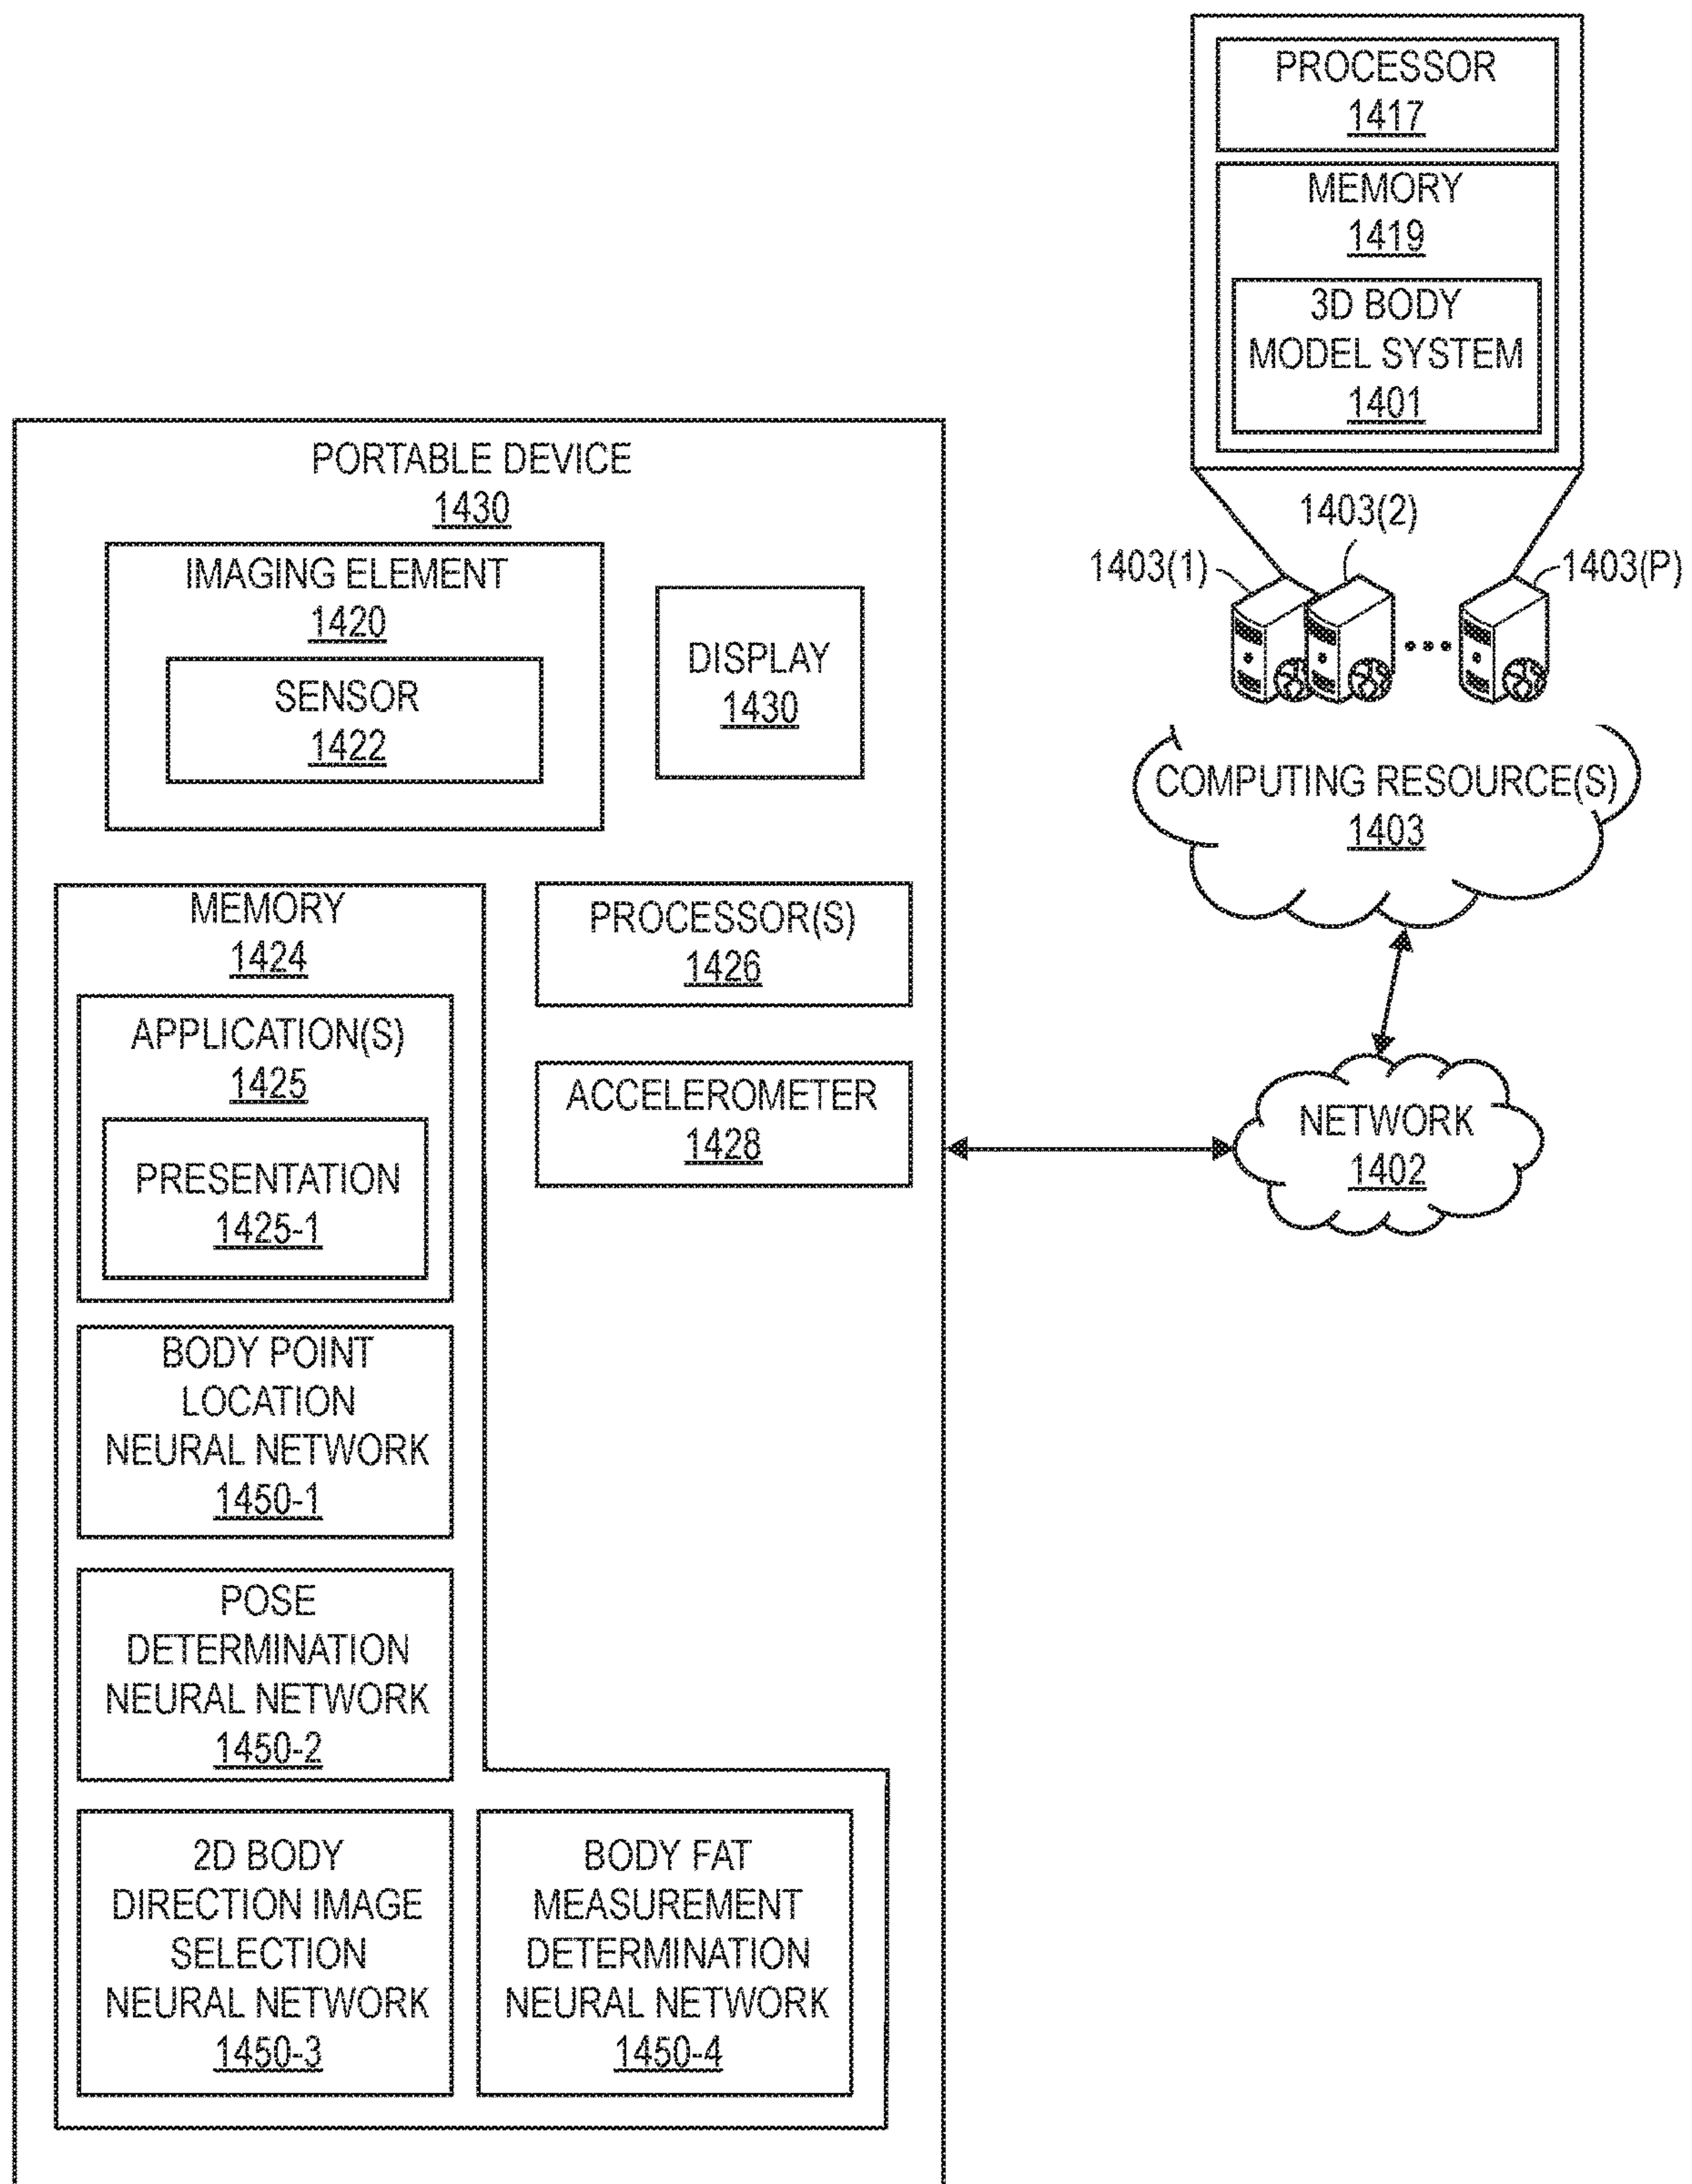 PROCESSOR
1417
MEMORY
1419
3D BODY
MODEL SYSTEM
1401
1403(2)
1403(1)
1403(P)
COMPUTING RESOURCE(S)
1403
NETWORK
1402
PORTABLE DEVICE
1430
IMAGING ELEMENT
1420
SENSOR
1422
DISPLAY
1430
MEMORY
1424
APPLICATION(S)
1425
PRESENTATION
1425-1
PROCESSOR(S)
1426
ACCELEROMETER
1428
BODY POINT
LOCATION
NEURAL NETWORK
1450-1
POSE
DETERMINATION
NEURAL NETWORK
1450-2
2D BODY
DIRECTION IMAGE
SELECTION
NEURAL NETWORK
1450-3
BODY FAT
MEASUREMENT
DETERMINATION
NEURAL NETWORK
1450-4